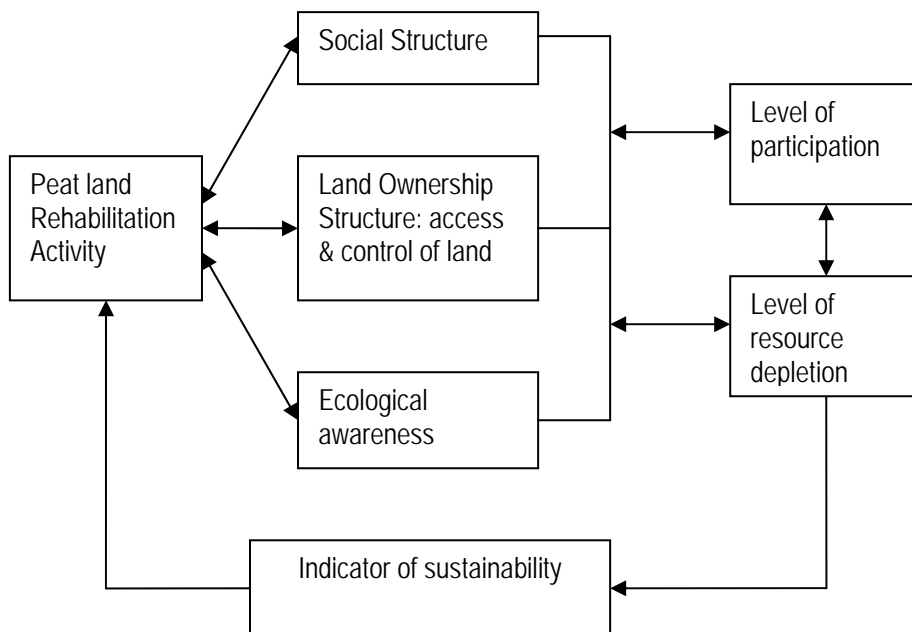 Social Structure
Level of
participation
Peat land
Rehabilitation
Activity
Land Ownership
Structure: access
& control of land
Level of
resource
depletion
Ecological
awareness
Indicator of sustainability